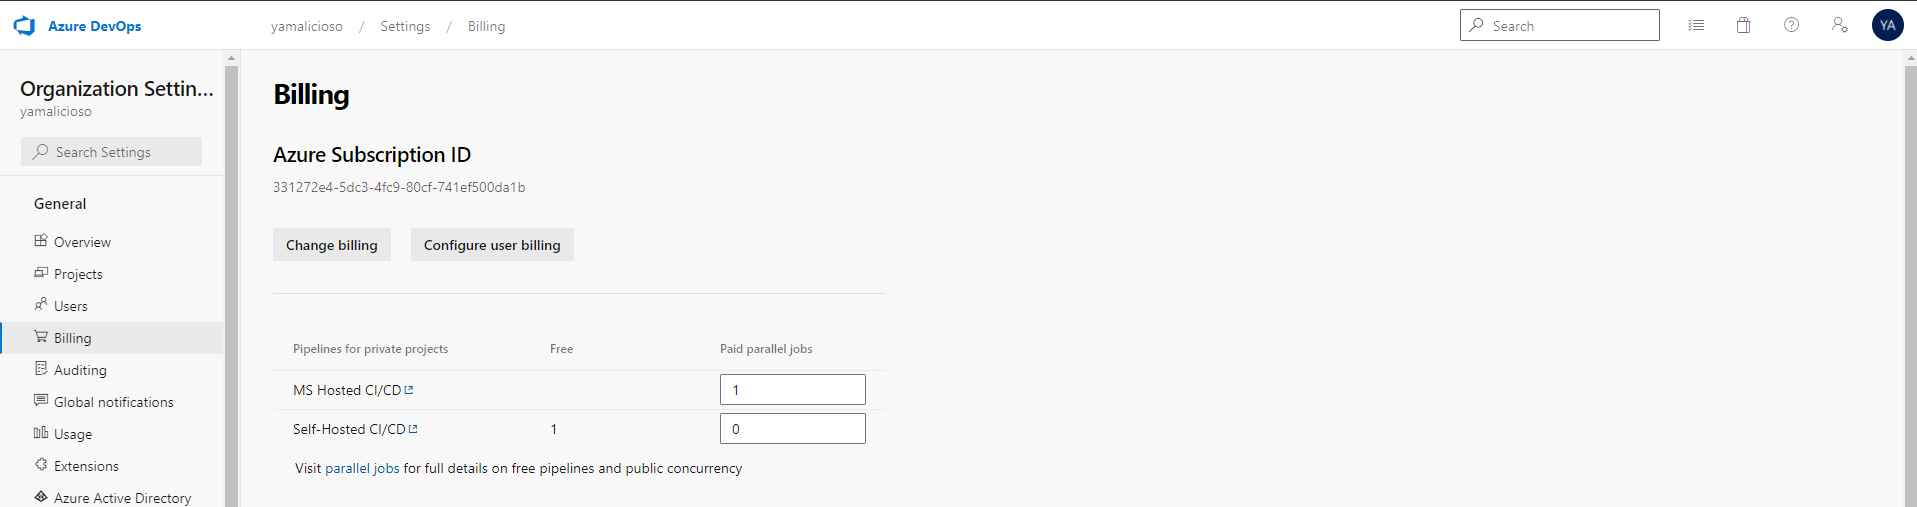 Azure DevOps
yamalicioso / Settings / Billing
Search
YA
Organization Settin...
yamalicioso
Search Settings
General
Overview
Projects
Users
Billing
Auditing
Global notifications
Usage
Extensions
Azure Active Directory
Billing
Azure Subscription ID
331272e4-5dc3-4fc9-80cf-741ef500da1b
Change billing Configure user billing
Pipelines for private projects Free Paid parallel jobs
MS Hosted CI/CD 1
Self-Hosted CI/CD 1 0
Visit parallel jobs for full details on free pipelines and public concurrency